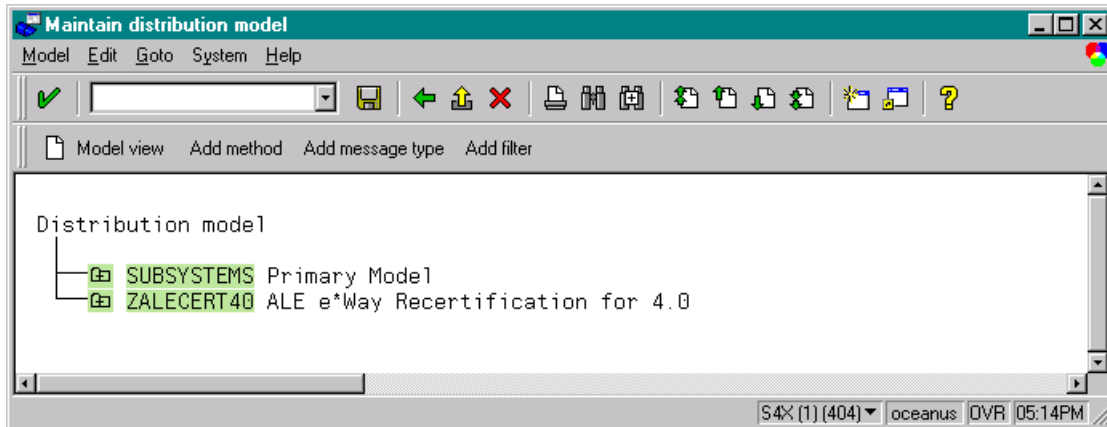 Maintain distribution model
Model Edit Goto System Help
Model view Add method Add message type Add filter
Distribution model
SUBSYSTEMS Primary Model
ZALECERT40 ALE e*Way Recertification for 4.0
S4X (1) (404) oceanus OVR 05:14PM